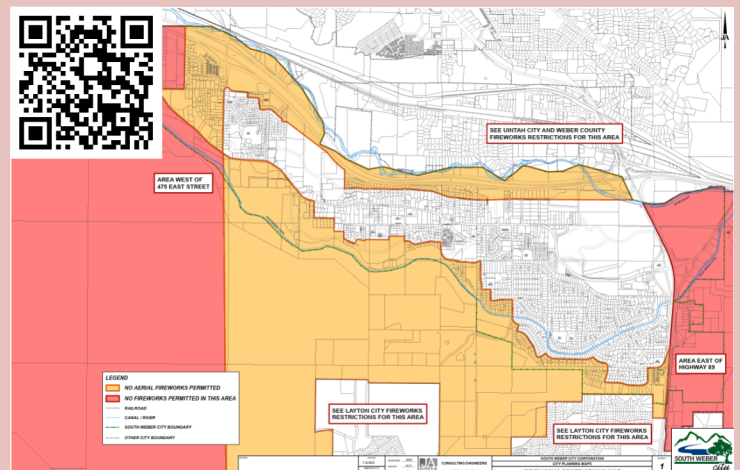 SEE UINTAH CITY AND WEBER COUNTY
FIREWORKS RESTRICTIONS FOR THIS AREA
AREA WEST OF
475 EAST STREET
AREA EAST OF
HIGHWAY 89
LEGEND
NO AERIAL FIREWORKS PERMITTED
NO FIREWORKS PERMITTED IN THIS AREA
RAILROAD
CANAL / RIVER
SOUTH WEBER CITY BOUNDARY
OTHER CITY BOUNDARY
SEE LAYTON CITY FIREWORKS
RESTRICTIONS FOR THIS AREA
SEE LAYTON CITY FIREWORKS
RESTRICTIONS FOR THIS AREA
CONSULTING ENGINEERS
SOUTH WEBER CITY CORPORATION
CITY PLANNING MAPS
1
SOUTH WEBER
city